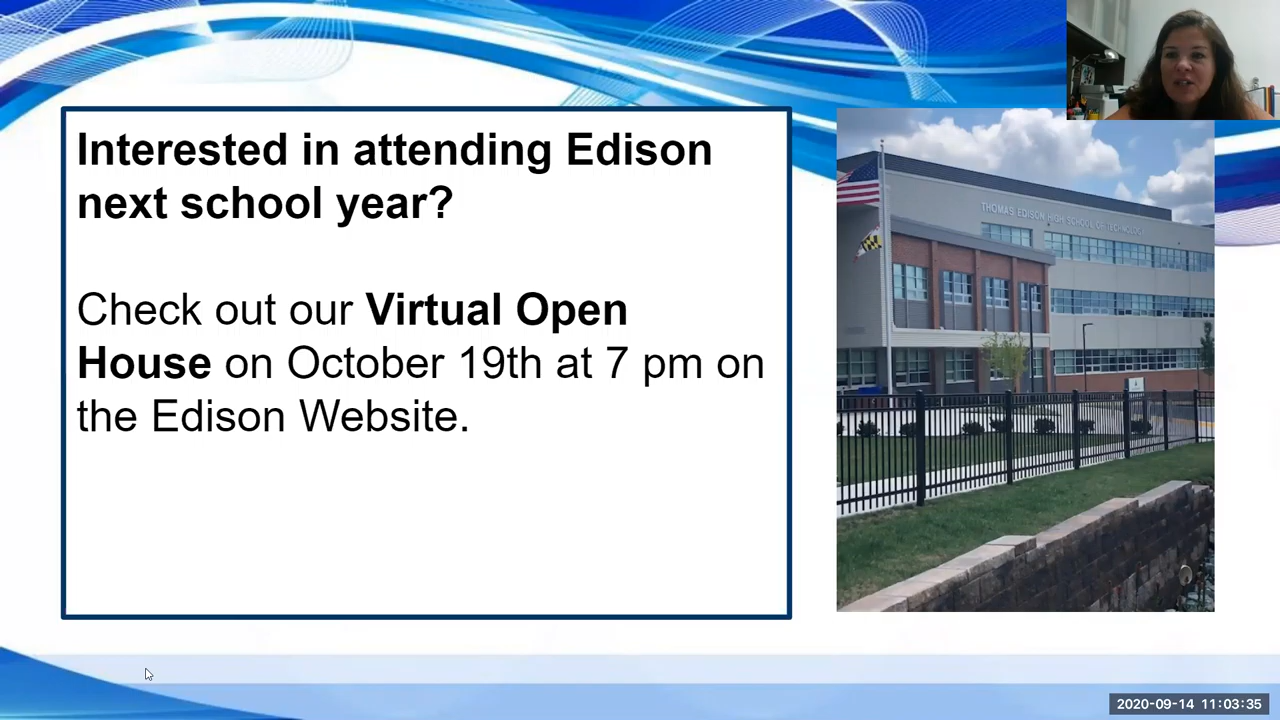 Interested in attending Edison
next school year?
Check out our Virtual Open
House on October 19th at 7 pm on
the Edison Website.
THOMAS EDISON HIGH SCHOOL OF TECHNOLOGY
2020-09-14 11:03:35